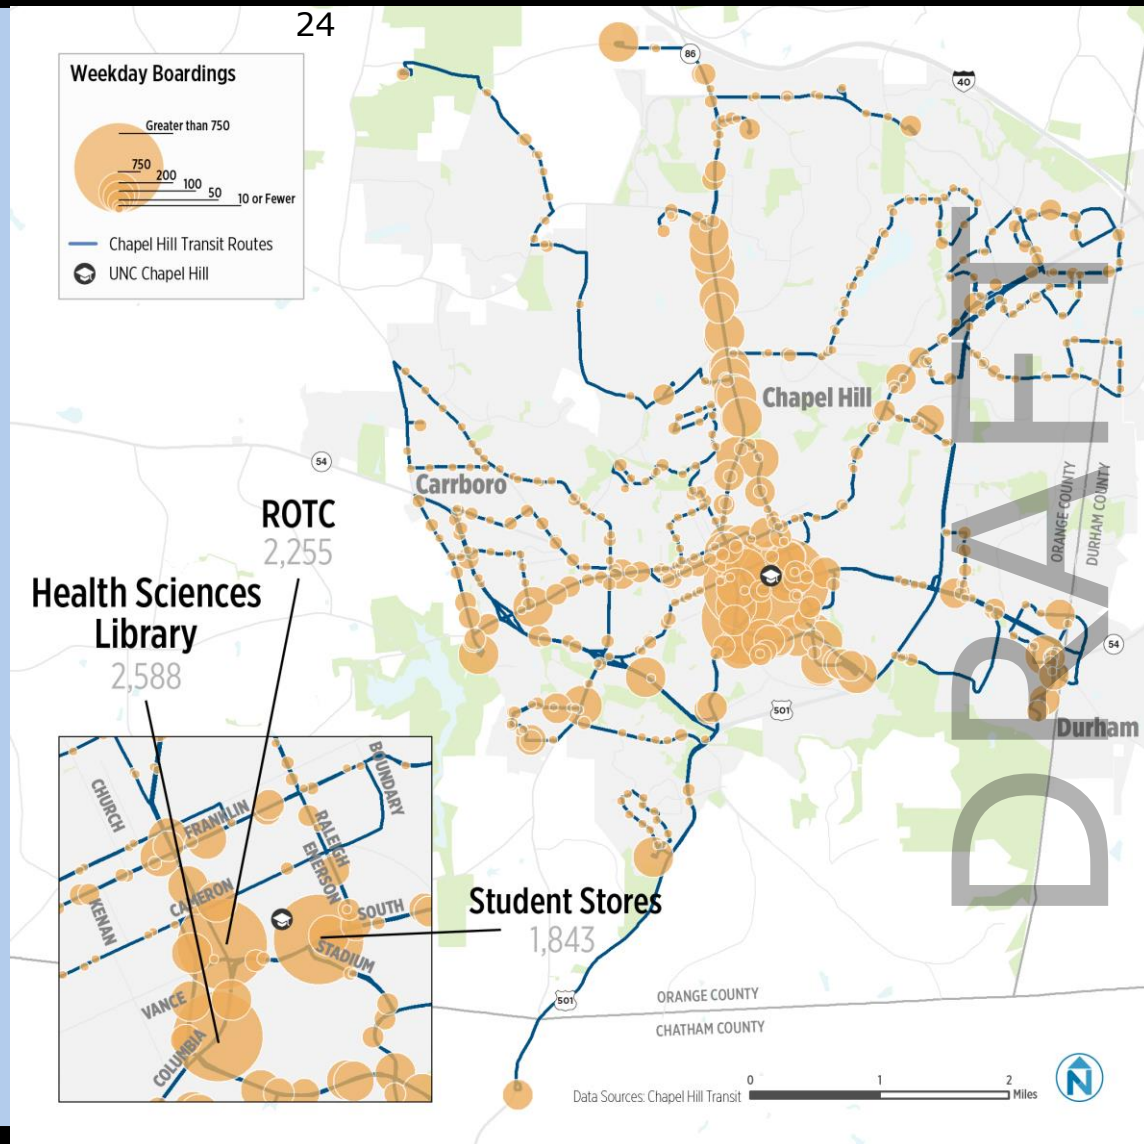 24
Weekday Boardings
Greater than 750
750
200
100
50
10 or Fewer
Chapel Hill Transit Routes
UNC Chapel Hill
86
40
Chapel Hill
54
Carrboro
ORANGE COUNTY
DURHAM COUNTY
DRAFT
ROTC
2,255
Health Sciences
Library
2,588
54
501
Durham
BOUNDARY
CHURCH
FRANKLIN
RALEIGH
EMERSON
CAMERON
KENAN
SOUTH
STADIUM
VANCE
COLUMBIA
Student Stores
1,843
501
ORANGE COUNTY
CHATHAM COUNTY
Data Sources: Chapel Hill Transit
0 1 2
Miles
N